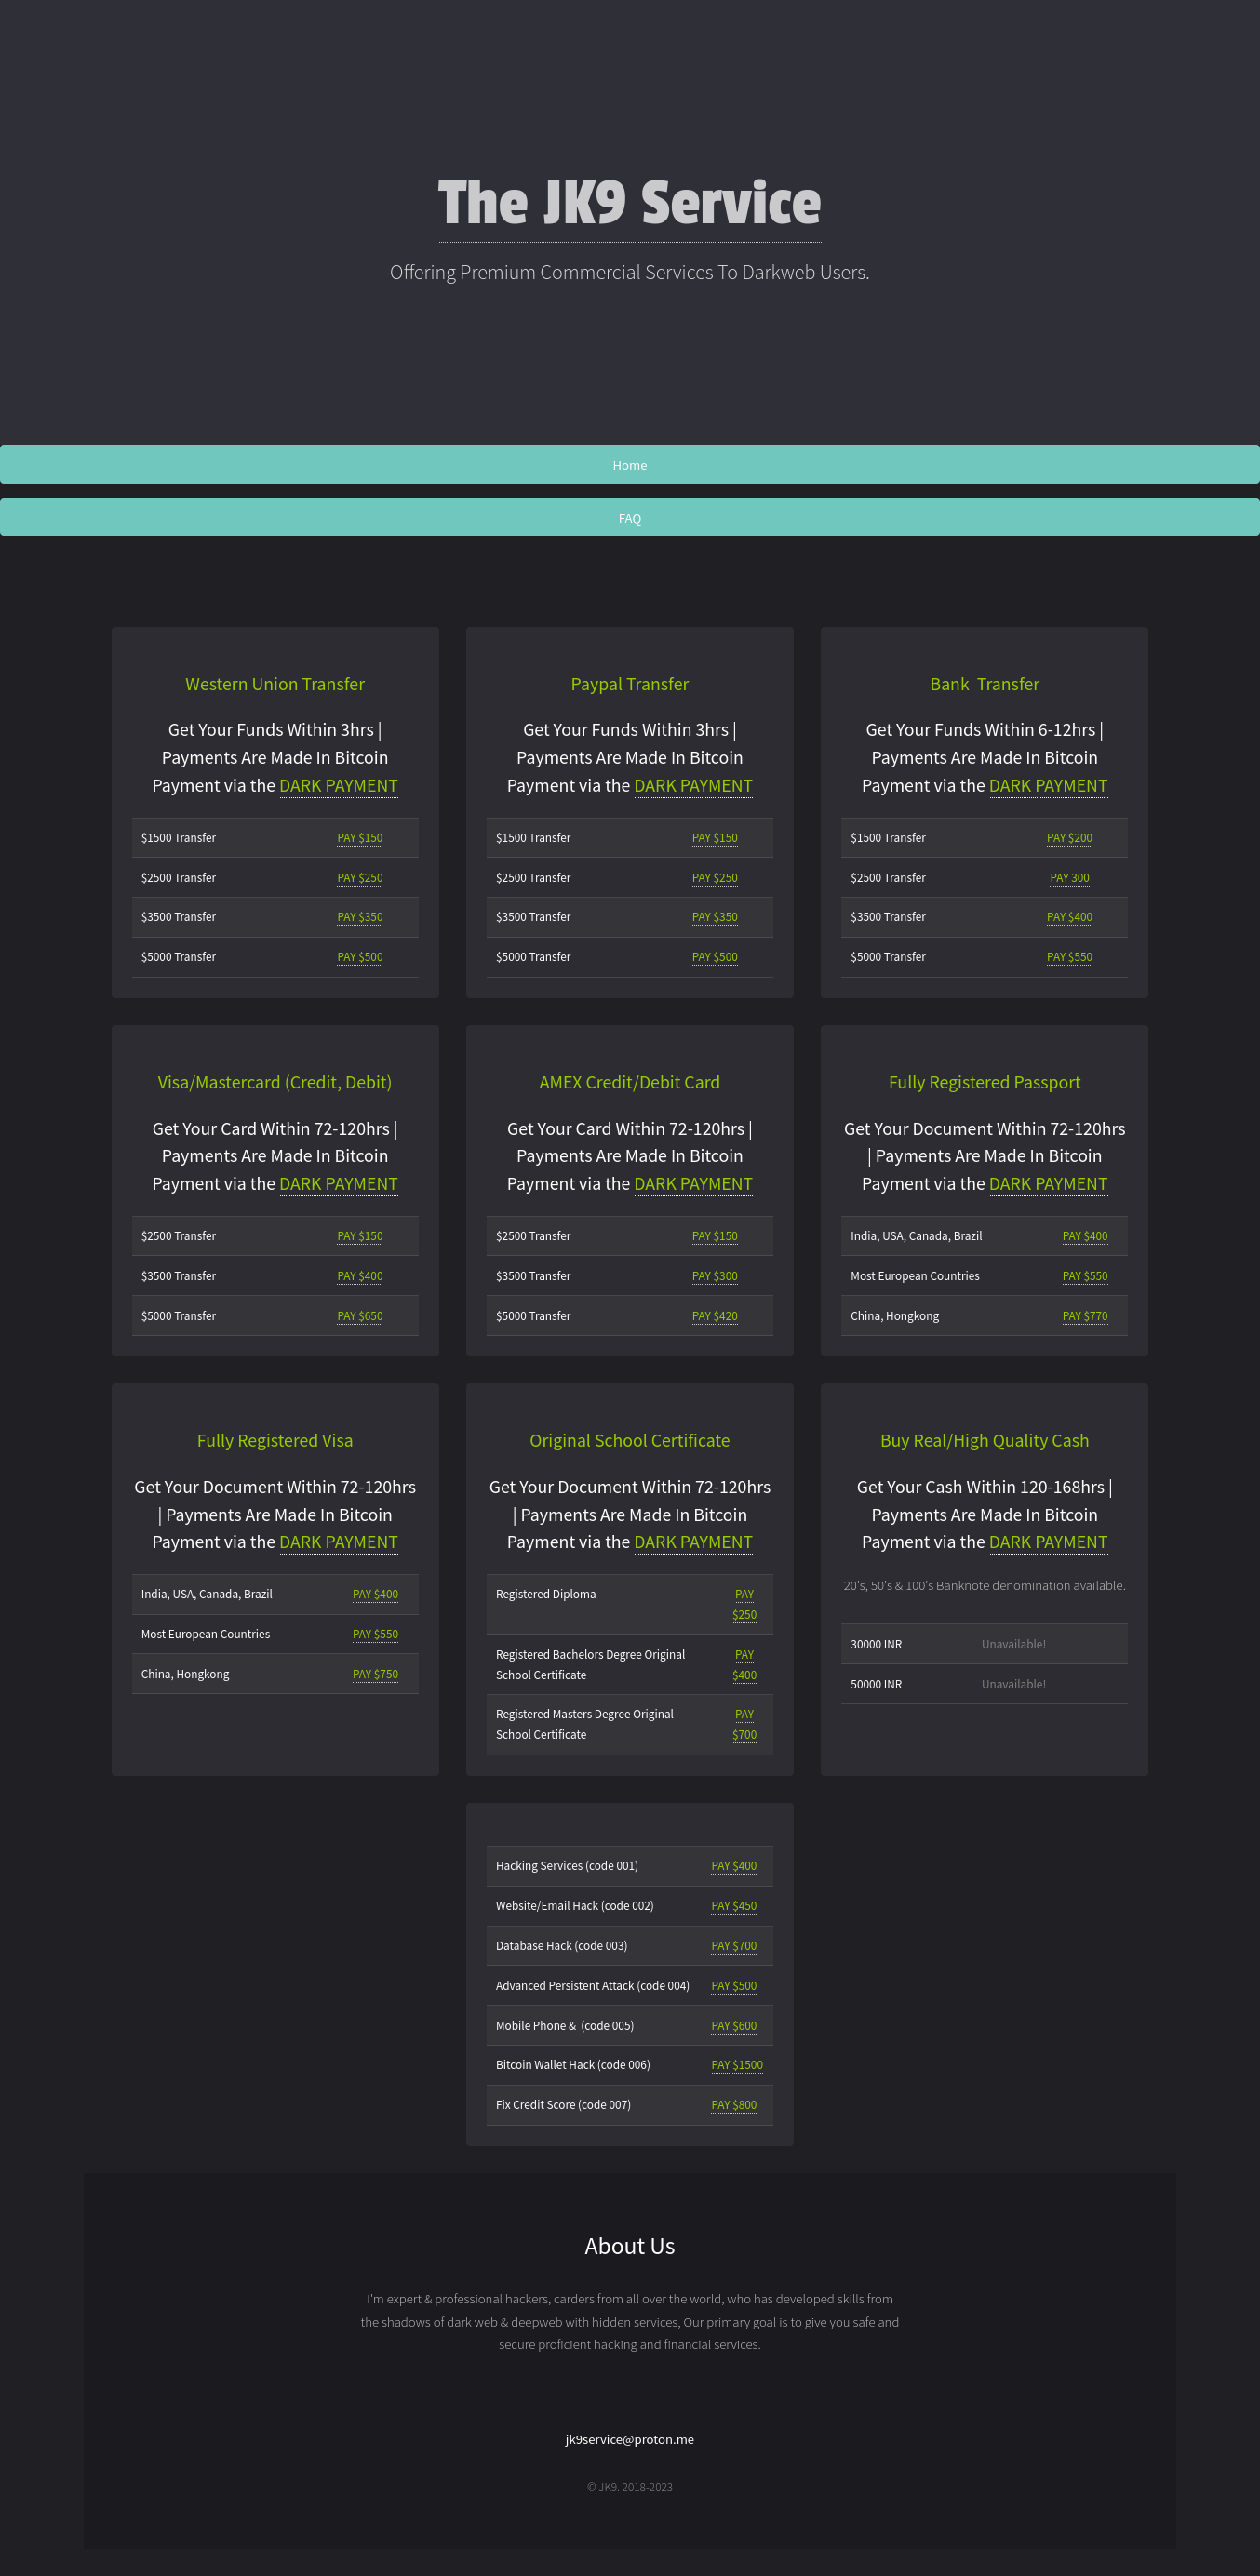 The JK9 Service
Offering Premium Commercial Services To Darkweb Users.
Home
FAQ
Western Union Transfer
Get Your Funds Within 3hrs |
Payments Are Made In Bitcoin
Payment via the DARK PAYMENT
$1500 Transfer PAY $150
$2500 Transfer PAY $250
$3500 Transfer PAY $350
$5000 Transfer PAY $500
Paypal Transfer
Get Your Funds Within 3hrs |
Payments Are Made In Bitcoin
Payment via the DARK PAYMENT
$1500 Transfer PAY $150
$2500 Transfer PAY $250
$3500 Transfer PAY $350
$5000 Transfer PAY $500
Bank  Transfer
Get Your Funds Within 6-12hrs |
Payments Are Made In Bitcoin
Payment via the DARK PAYMENT
$1500 Transfer PAY $200
$2500 Transfer PAY 300
$3500 Transfer PAY $400
$5000 Transfer PAY $550
Visa/Mastercard (Credit, Debit)
Get Your Card Within 72-120hrs |
Payments Are Made In Bitcoin
Payment via the DARK PAYMENT
$2500 Transfer PAY $150
$3500 Transfer PAY $400
$5000 Transfer PAY $650
AMEX Credit/Debit Card
Get Your Card Within 72-120hrs |
Payments Are Made In Bitcoin
Payment via the DARK PAYMENT
$2500 Transfer PAY $150
$3500 Transfer PAY $300
$5000 Transfer PAY $420
Fully Registered Passport
Get Your Document Within 72-120hrs
| Payments Are Made In Bitcoin
Payment via the DARK PAYMENT
India, USA, Canada, Brazil PAY $400
Most European Countries PAY $550
China, Hongkong PAY $770
Fully Registered Visa
Get Your Document Within 72-120hrs
| Payments Are Made In Bitcoin
Payment via the DARK PAYMENT
India, USA, Canada, Brazil PAY $400
Most European Countries PAY $550
China, Hongkong PAY $750
Original School Certificate
Get Your Document Within 72-120hrs
| Payments Are Made In Bitcoin
Payment via the DARK PAYMENT
Registered Diploma PAY
$250
Registered Bachelors Degree Original PAY
School Certificate $400
Registered Masters Degree Original PAY
School Certificate $700
Buy Real/High Quality Cash
Get Your Cash Within 120-168hrs |
Payments Are Made In Bitcoin
Payment via the DARK PAYMENT
20's, 50's & 100's Banknote denomination available.
30000 INR Unavailable!
50000 INR Unavailable!
Hacking Services (code 001) PAY $400
Website/Email Hack (code 002) PAY $450
Database Hack (code 003) PAY $700
Advanced Persistent Attack (code 004) PAY $500
Mobile Phone &  (code 005) PAY $600
Bitcoin Wallet Hack (code 006) PAY $1500
Fix Credit Score (code 007) PAY $800
About Us
I'm expert & professional hackers, carders from all over the world, who has developed skills from
the shadows of dark web & deepweb with hidden services, Our primary goal is to give you safe and
secure proficient hacking and financial services.
jk9service@proton.me
© JK9. 2018-2023